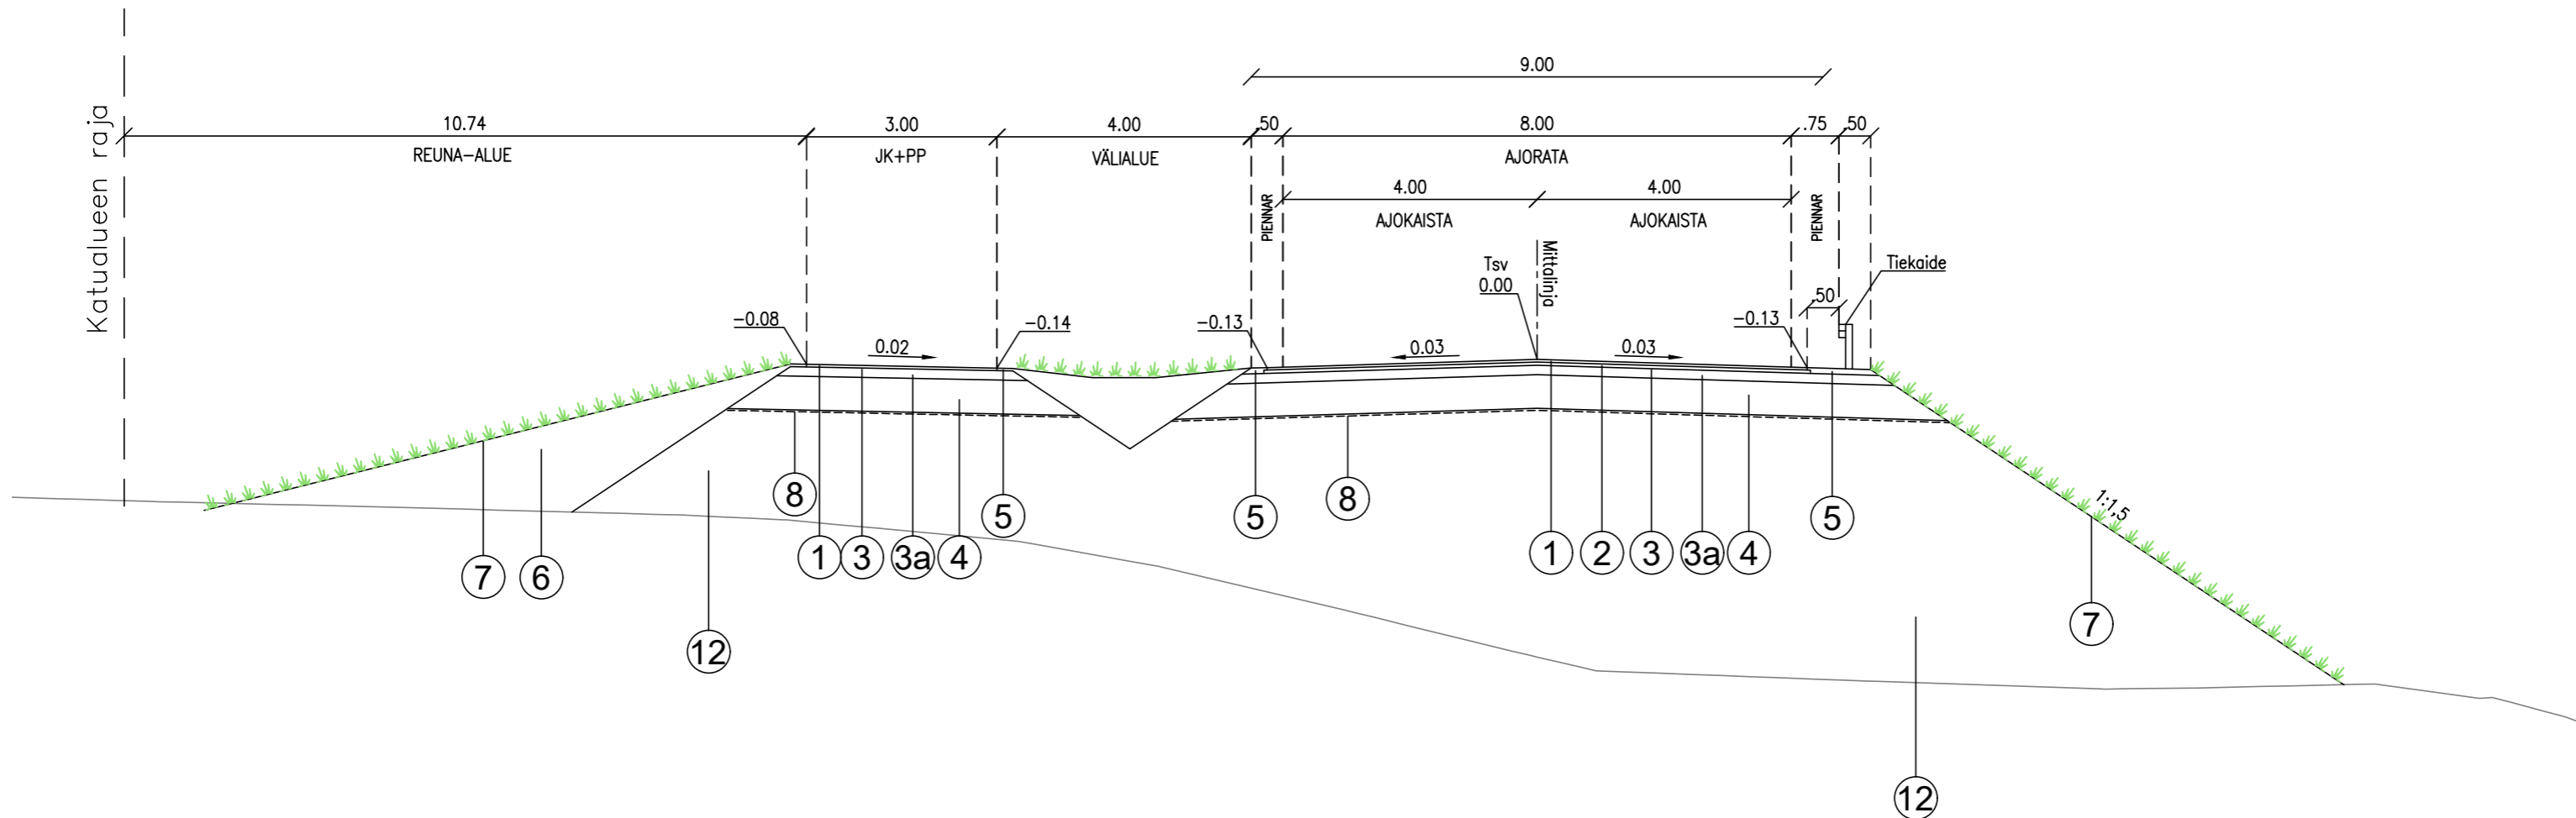 Katualueen raja
9.00
10.74
3.00
4.00
.50
8.00
.75
.50
REUNA-ALUE
JK+PP
VÄLIALUE
AJORATA
4.00
4.00
PIENNAR
AJOKAISTA
AJOKAISTA
PIENNAR
Tsv
0.00
Mittalinja
Tiekaide
.50
-0.08
-0.14
-0.13
-0.13
0.02
0.03
0.03
1:1,5
8
5
5
8
5
1
3
3a
4
1
2
3
3a
4
7
6
7
12
12